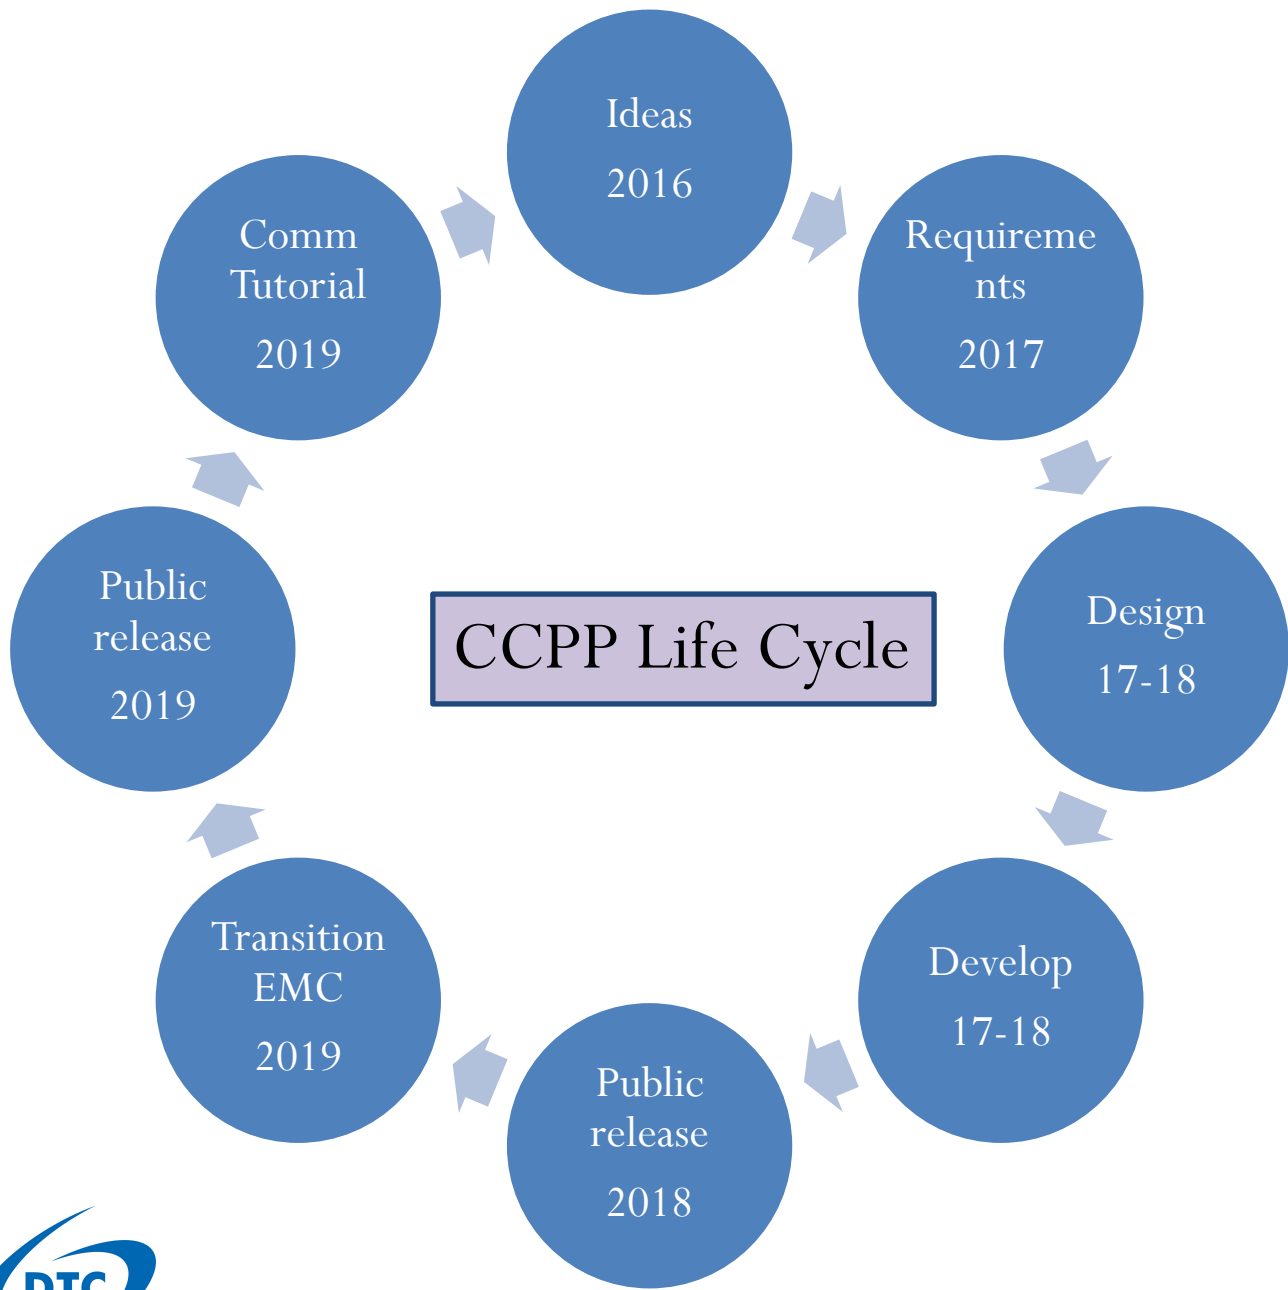 Ideas
2016
Requireme
nts
2017
Design
17-18
Develop
17-18
Public
release
2018
Transition
EMC
2019
Public
release
2019
Comm
Tutorial
2019
CCPP Life Cycle
DTC